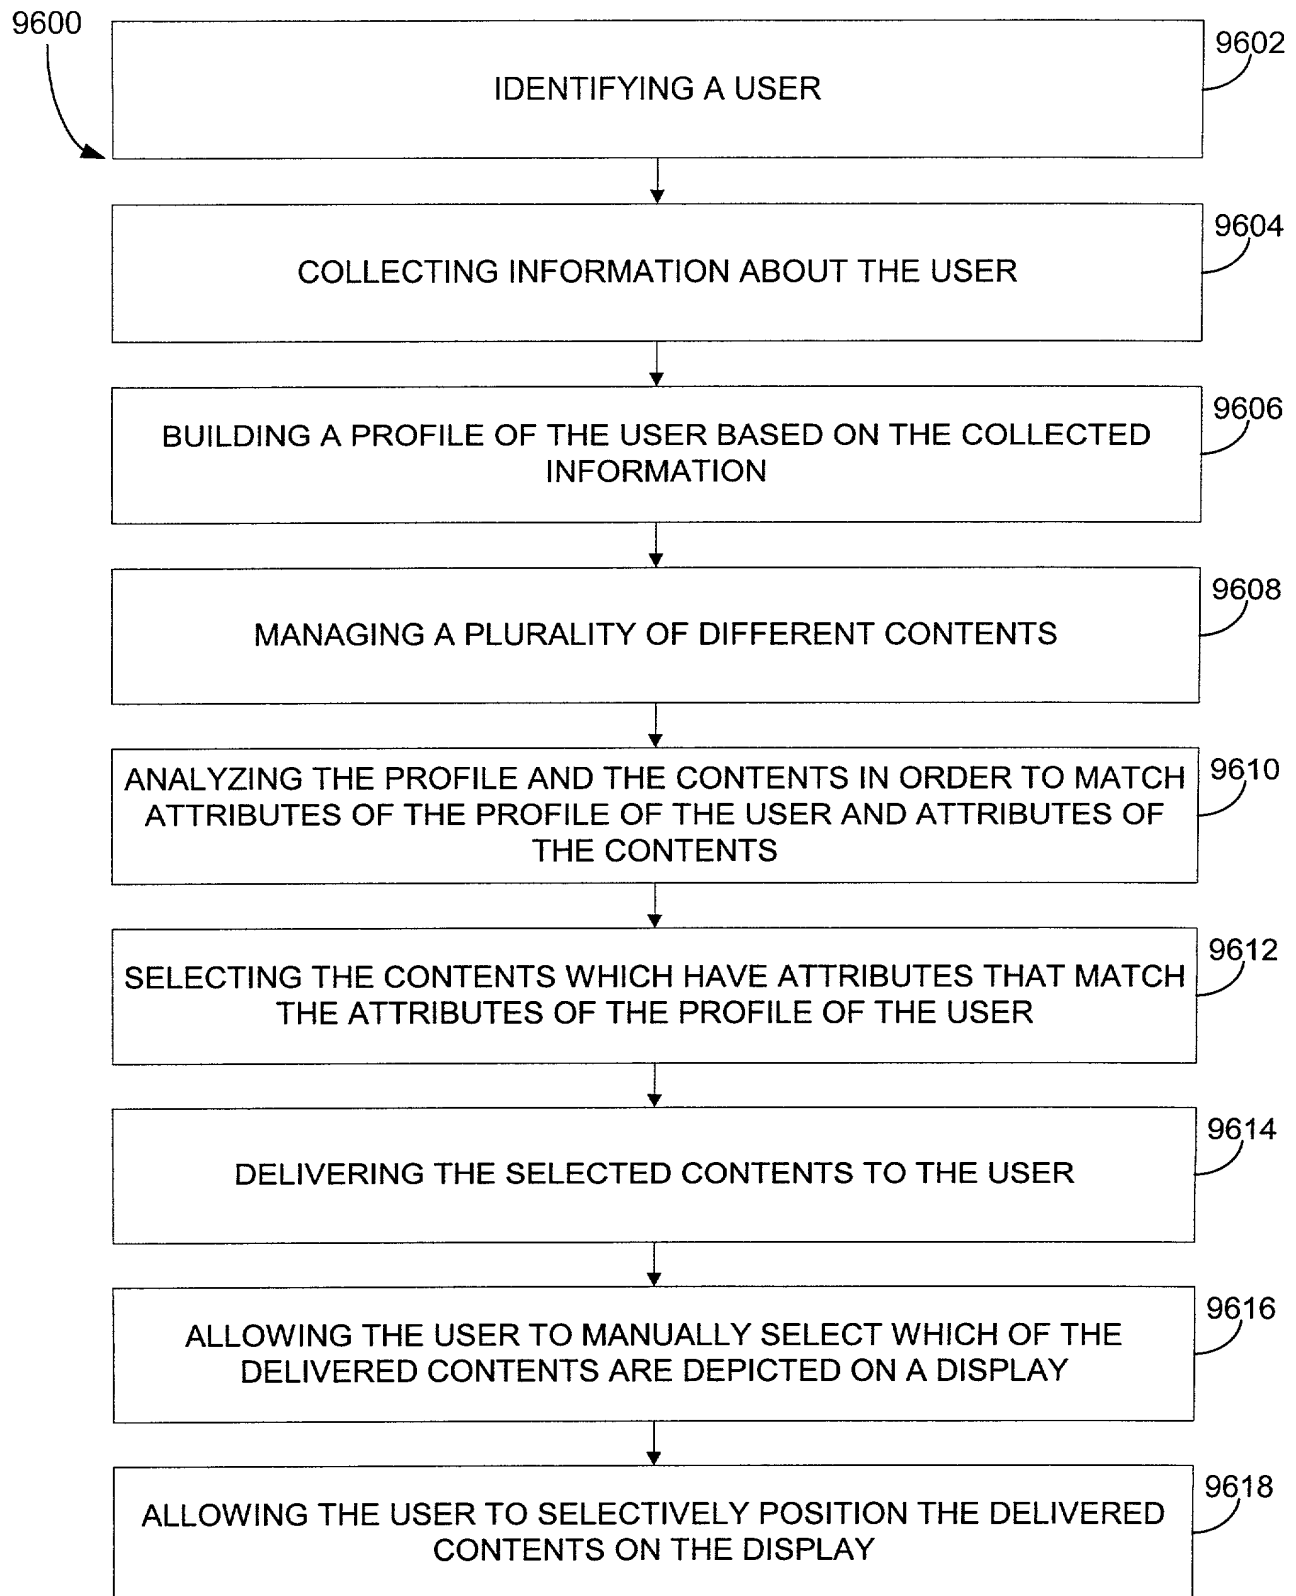 9600
9602
IDENTIFYING A USER
9604
COLLECTING INFORMATION ABOUT THE USER
9606
BUILDING A PROFILE OF THE USER BASED ON THE COLLECTED
INFORMATION
9608
MANAGING A PLURALITY OF DIFFERENT CONTENTS
9610
ANALYZING THE PROFILE AND THE CONTENTS IN ORDER TO MATCH
ATTRIBUTES OF THE PROFILE OF THE USER AND ATTRIBUTES OF
THE CONTENTS
9612
SELECTING THE CONTENTS WHICH HAVE ATTRIBUTES THAT MATCH
THE ATTRIBUTES OF THE PROFILE OF THE USER
9614
DELIVERING THE SELECTED CONTENTS TO THE USER
9616
ALLOWING THE USER TO MANUALLY SELECT WHICH OF THE
DELIVERED CONTENTS ARE DEPICTED ON A DISPLAY
9618
ALLOWING THE USER TO SELECTIVELY POSITION THE DELIVERED
CONTENTS ON THE DISPLAY